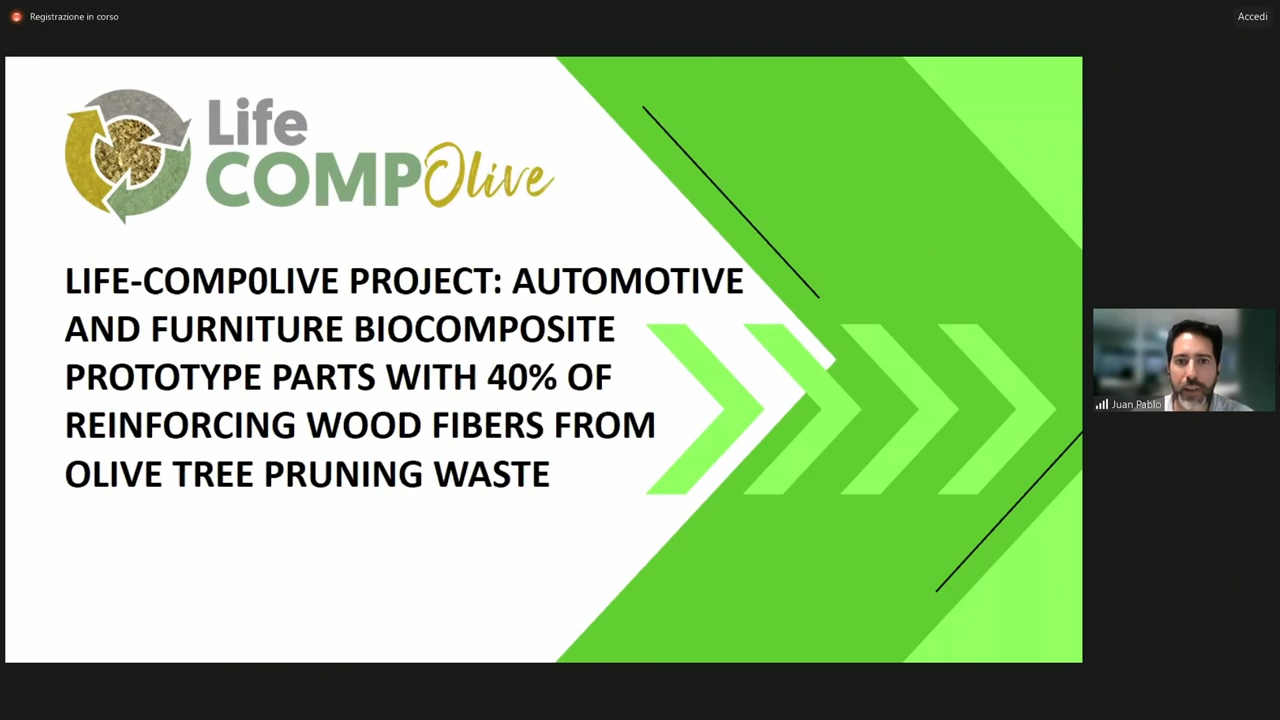 Registrazione in corso
Accedi
Life
COMPOlive
LIFE-COMP0LIVE PROJECT: AUTOMOTIVE
AND FURNITURE BIOCOMPOSITE
PROTOTYPE PARTS WITH 40% OF
REINFORCING WOOD FIBERS FROM
OLIVE TREE PRUNING WASTE
Juan Pablo